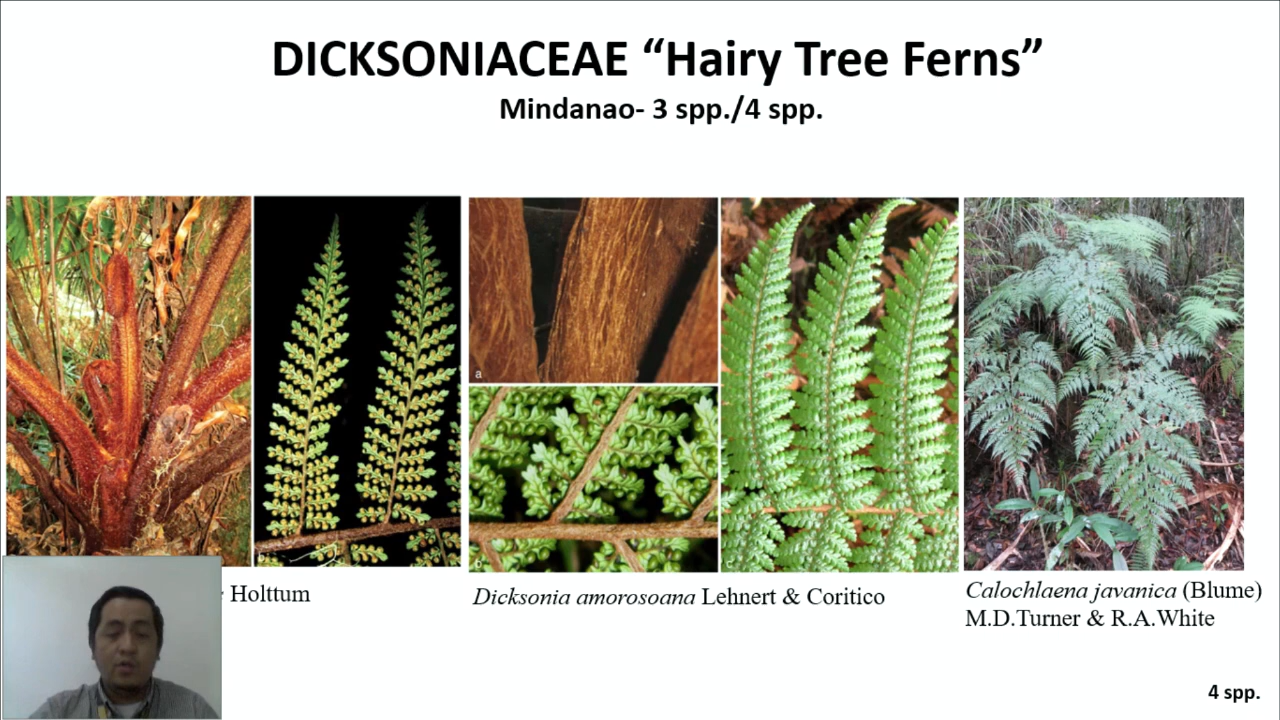 DICKSONIACEAE “Hairy Tree Ferns”
Mindanao- 3 spp./4 spp.
a
Holttum
Dicksonia amorosoana Lehnert & Coritico
Calochlaena javanica (Blume)
M.D.Turner & R.A.White
4 spp.